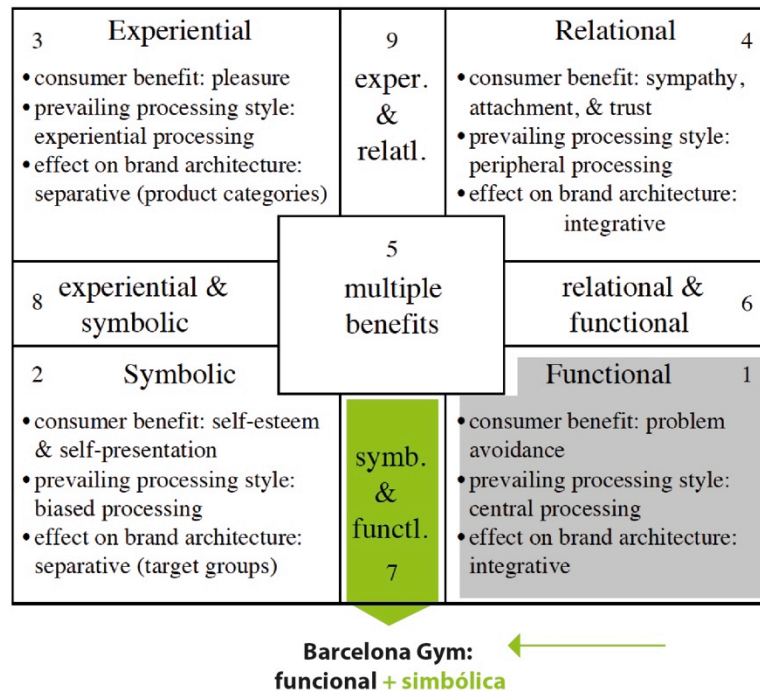 3 Experiential
• consumer benefit: pleasure
• prevailing processing style:
experiential processing
• effect on brand architecture:
separative (product categories)
9
exper.
&
relatl.
Relational 4
• consumer benefit: sympathy,
attachment, & trust
• prevailing processing style:
peripheral processing
• effect on brand architecture:
integrative
8 experiential &
symbolic
5
multiple
benefits
relational & 6
functional
2 Symbolic
• consumer benefit: self-esteem
& self-presentation
• prevailing processing style:
biased processing
• effect on brand architecture:
separative (target groups)
symb.
&
functl.
7
Functional 1
• consumer benefit: problem
avoidance
• prevailing processing style:
central processing
• effect on brand architecture:
integrative
Barcelona Gym:
funcional + simbólica